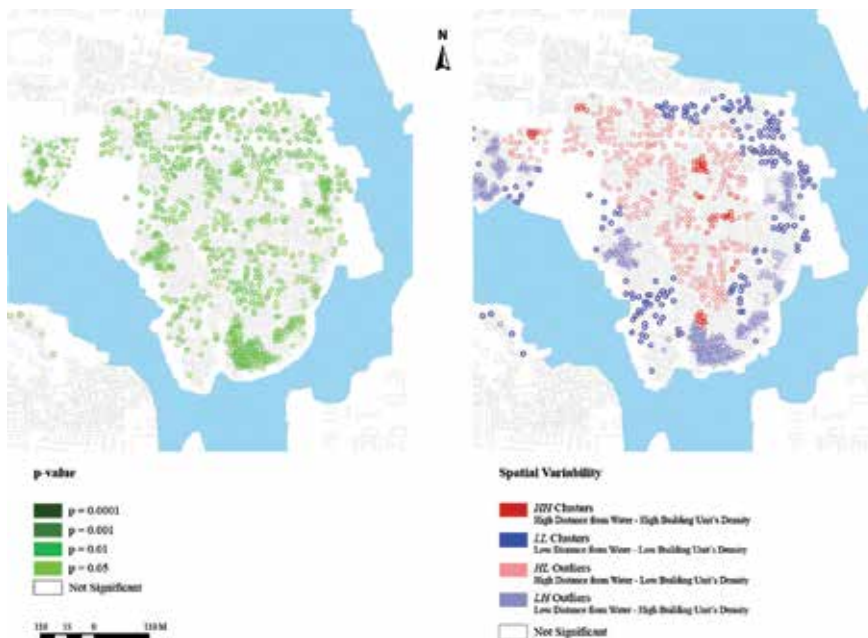 N
p-value
p = 0.0001
p = 0.001
p = 0.01
p = 0.05
Not Significant
Spatial Variability
HH Clusters
High Distance from Water - High Building Unit's Density
LL Clusters
Low Distance from Water - Low Building Unit's Density
HL Outliers
High Distance from Water - Low Building Unit's Density
LH Outliers
Low Distance from Water - High Building Unit's Density
Not Significant